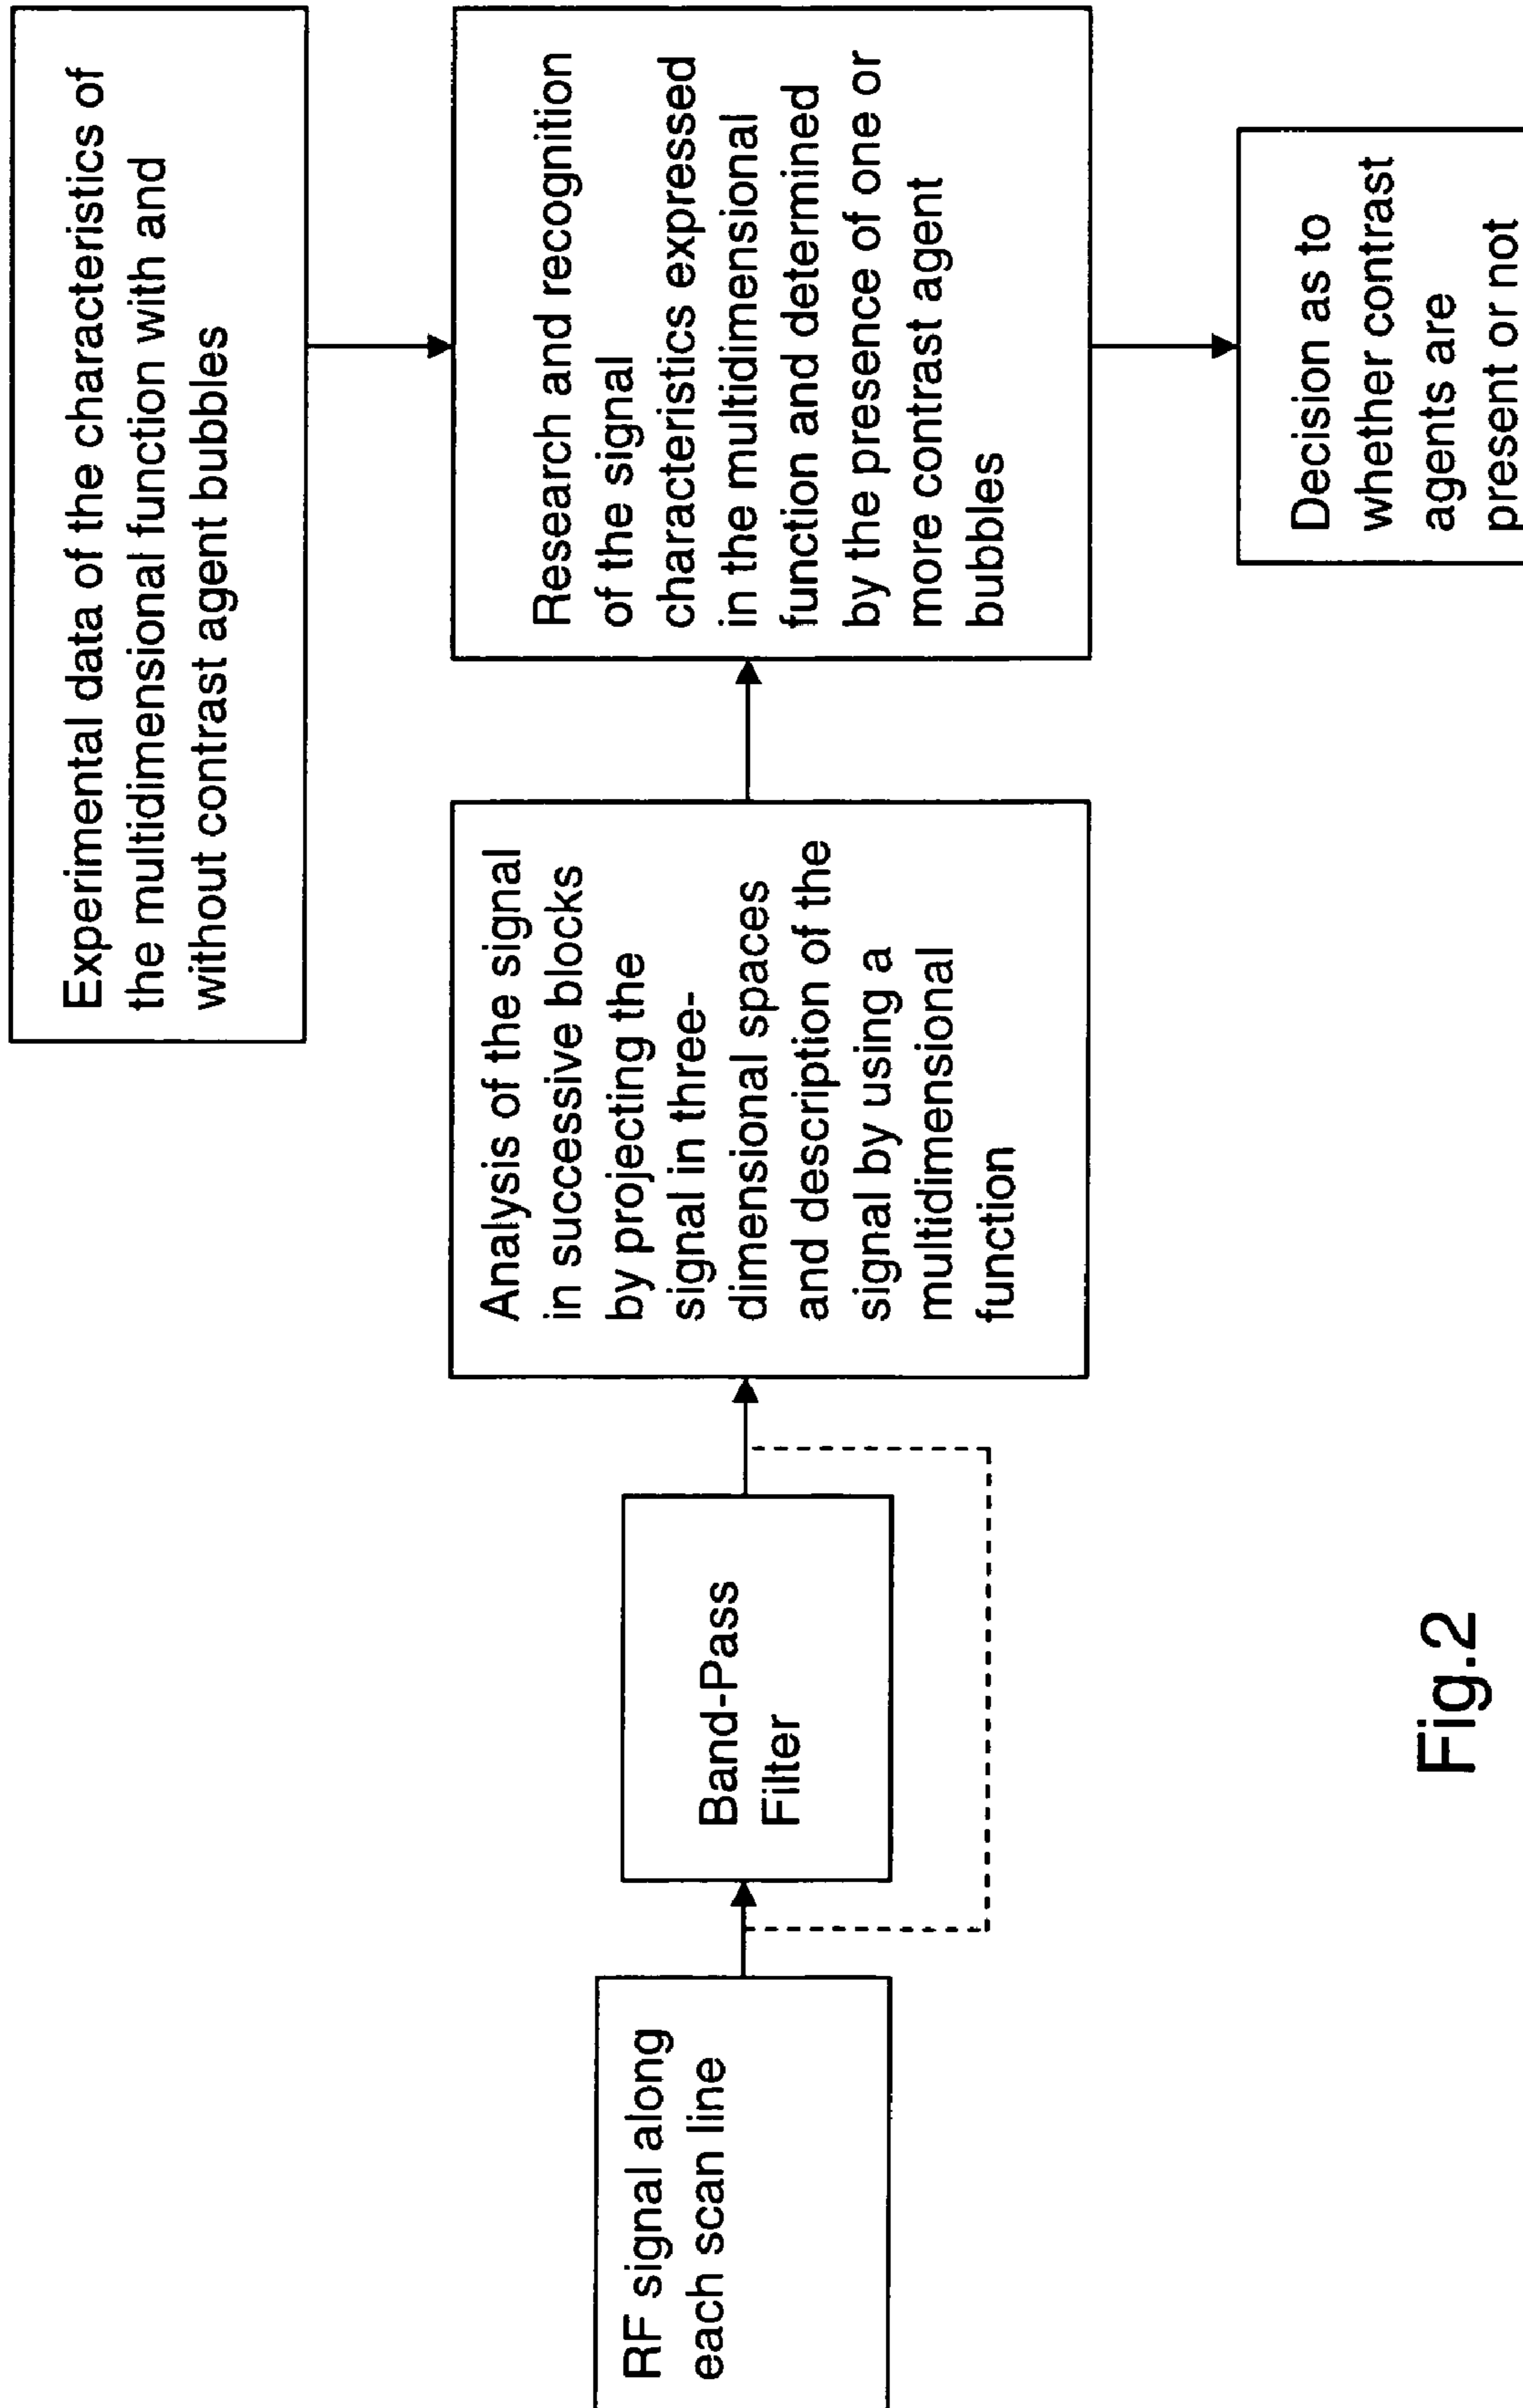 Experimental data of the characteristics of
the multidimensional function with and
without contrast agent bubbles
RF signal along
each scan line
Band-Pass
Filter
Analysis of the signal
in successive blocks
by projecting the
signal in three-
dimensional spaces
and description of the
signal by using a
multidimensional
function
Research and recognition
of the signal
characteristics expressed
in the multidimensional
function and determined
by the presence of one or
more contrast agent
bubbles
Decision as to
whether contrast
agents are
present or not
Fig.2